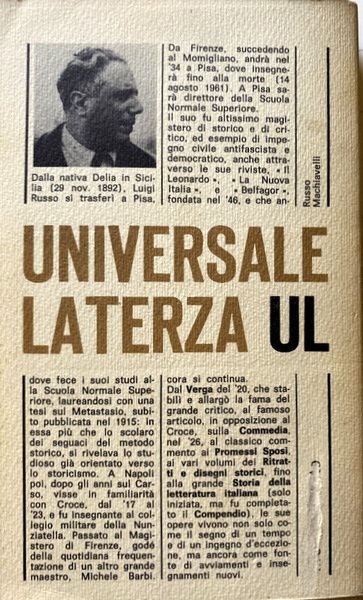 Dalla nativa Delia in Sici-
lia (29 nov. 1892), Luigi
Russo si trasferì a Pisa,
dove fece i suoi studi al-
la Scuola Normale Supe-
riore, laureandosi con una
tesi sul Metastasio, subi-
to pubblicata nel 1915: in
essa più che lo scolaro
dei seguaci del metodo
storico, si rivelava lo stu-
dioso già orientato verso
lo storicismo. A Napoli
poi, dopo gli anni sul Car-
so, visse in familiarità
con Croce, dal '17 al
'23, e fu insegnante al col-
legio militare della Nun-
ziatella. Passato al Magi-
stero di Firenze, godé
della quotidiana frequen-
tazione di un altro grande
maestro, Michele Barbi.
Da Firenze, succedendo
al Momigliano, andrà nel
'34 a Pisa, dove insegne-
rà fino alla morte (14
agosto 1961). A Pisa sa-
rà direttore della Scuola
Normale Superiore.
Il suo fu altissimo magi-
stero di storico e di cri-
tico, ed esempio di impe-
gno civile antifascista e
democratico, anche attra-
verso le sue riviste, « Il
Leonardo », « La Nuova
Italia », e « Belfagor »,
fondata nel '46, e che an-
cora si continua.
Dal Verga del '20, che sta-
bilì e allargò la fama del
grande critico, al famoso
articolo, in opposizione al
Croce, sulla Commedia,
nel '26, al classico com-
mento ai Promessi Sposi,
ai vari volumi dei Ritrat-
ti e disegni storici, fino
alla grande Storia della
letteratura italiana (solo
iniziata, ma fu completa-
to il Compendio), le sue
opere vivono non solo co-
me il segno di un tempo e
di un ingegno d'eccezio-
ne, ma ancora come fon-
te di avviamenti e inse-
gnamenti nuovi.
Russo
Machiavelli
UNIVERSALE
LATERZA UL